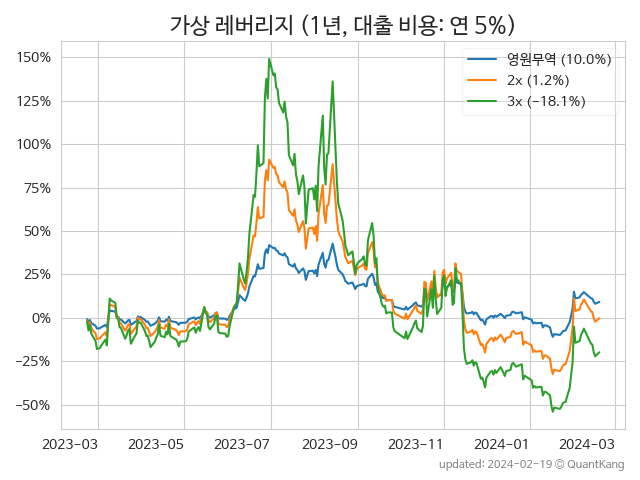 가상 레버리지 (1년, 대출 비용: 연 5%)
영원무역 (10.0%)
2x (1.2%)
3x (−18.1%)
150%
125%
100%
75%
50%
25%
0%
−25%
−50%
2023-03 2023-05 2023-07 2023-09 2023-11 2024-01 2024-03
updated: 2024-02-19 ⓒ QuantKang